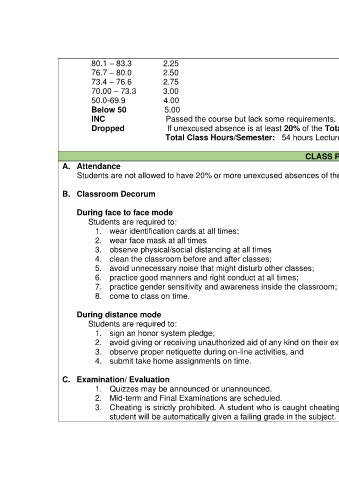 80.1 – 83.3 2.25
76.7 – 80.0 2.50
73.4 – 76.6 2.75
70.00 – 73.3 3.00
50.0-69.9 4.00
Below 50 5.00
INC Passed the course but lack some requirements.
Dropped If unexcused absence is at least 20% of the Tota
Total Class Hours/Semester: 54 hours Lecture
CLASS P
A. Attendance
Students are not allowed to have 20% or more unexcused absences of the
B. Classroom Decorum
During face to face mode
Students are required to:
1. wear identification cards at all times;
2. wear face mask at all times
3. observe physical/social distancing at all times
4. clean the classroom before and after classes;
5. avoid unnecessary noise that might disturb other classes;
6. practice good manners and right conduct at all times;
7. practice gender sensitivity and awareness inside the classroom;
8. come to class on time.
During distance mode
Students are required to:
1. sign an honor system pledge;
2. avoid giving or receiving unauthorized aid of any kind on their ex
3. observe proper netiquette during on-line activities, and
4. submit take home assignments on time.
C. Examination/ Evaluation
1. Quizzes may be announced or unannounced.
2. Mid-term and Final Examinations are scheduled.
3. Cheating is strictly prohibited. A student who is caught cheating
student will be automatically given a failing grade in the subject.